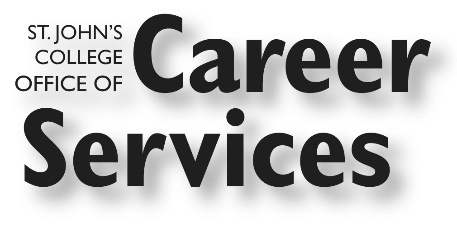 ST. JOHN'S
COLLEGE
OFFICE OF
Career
Services